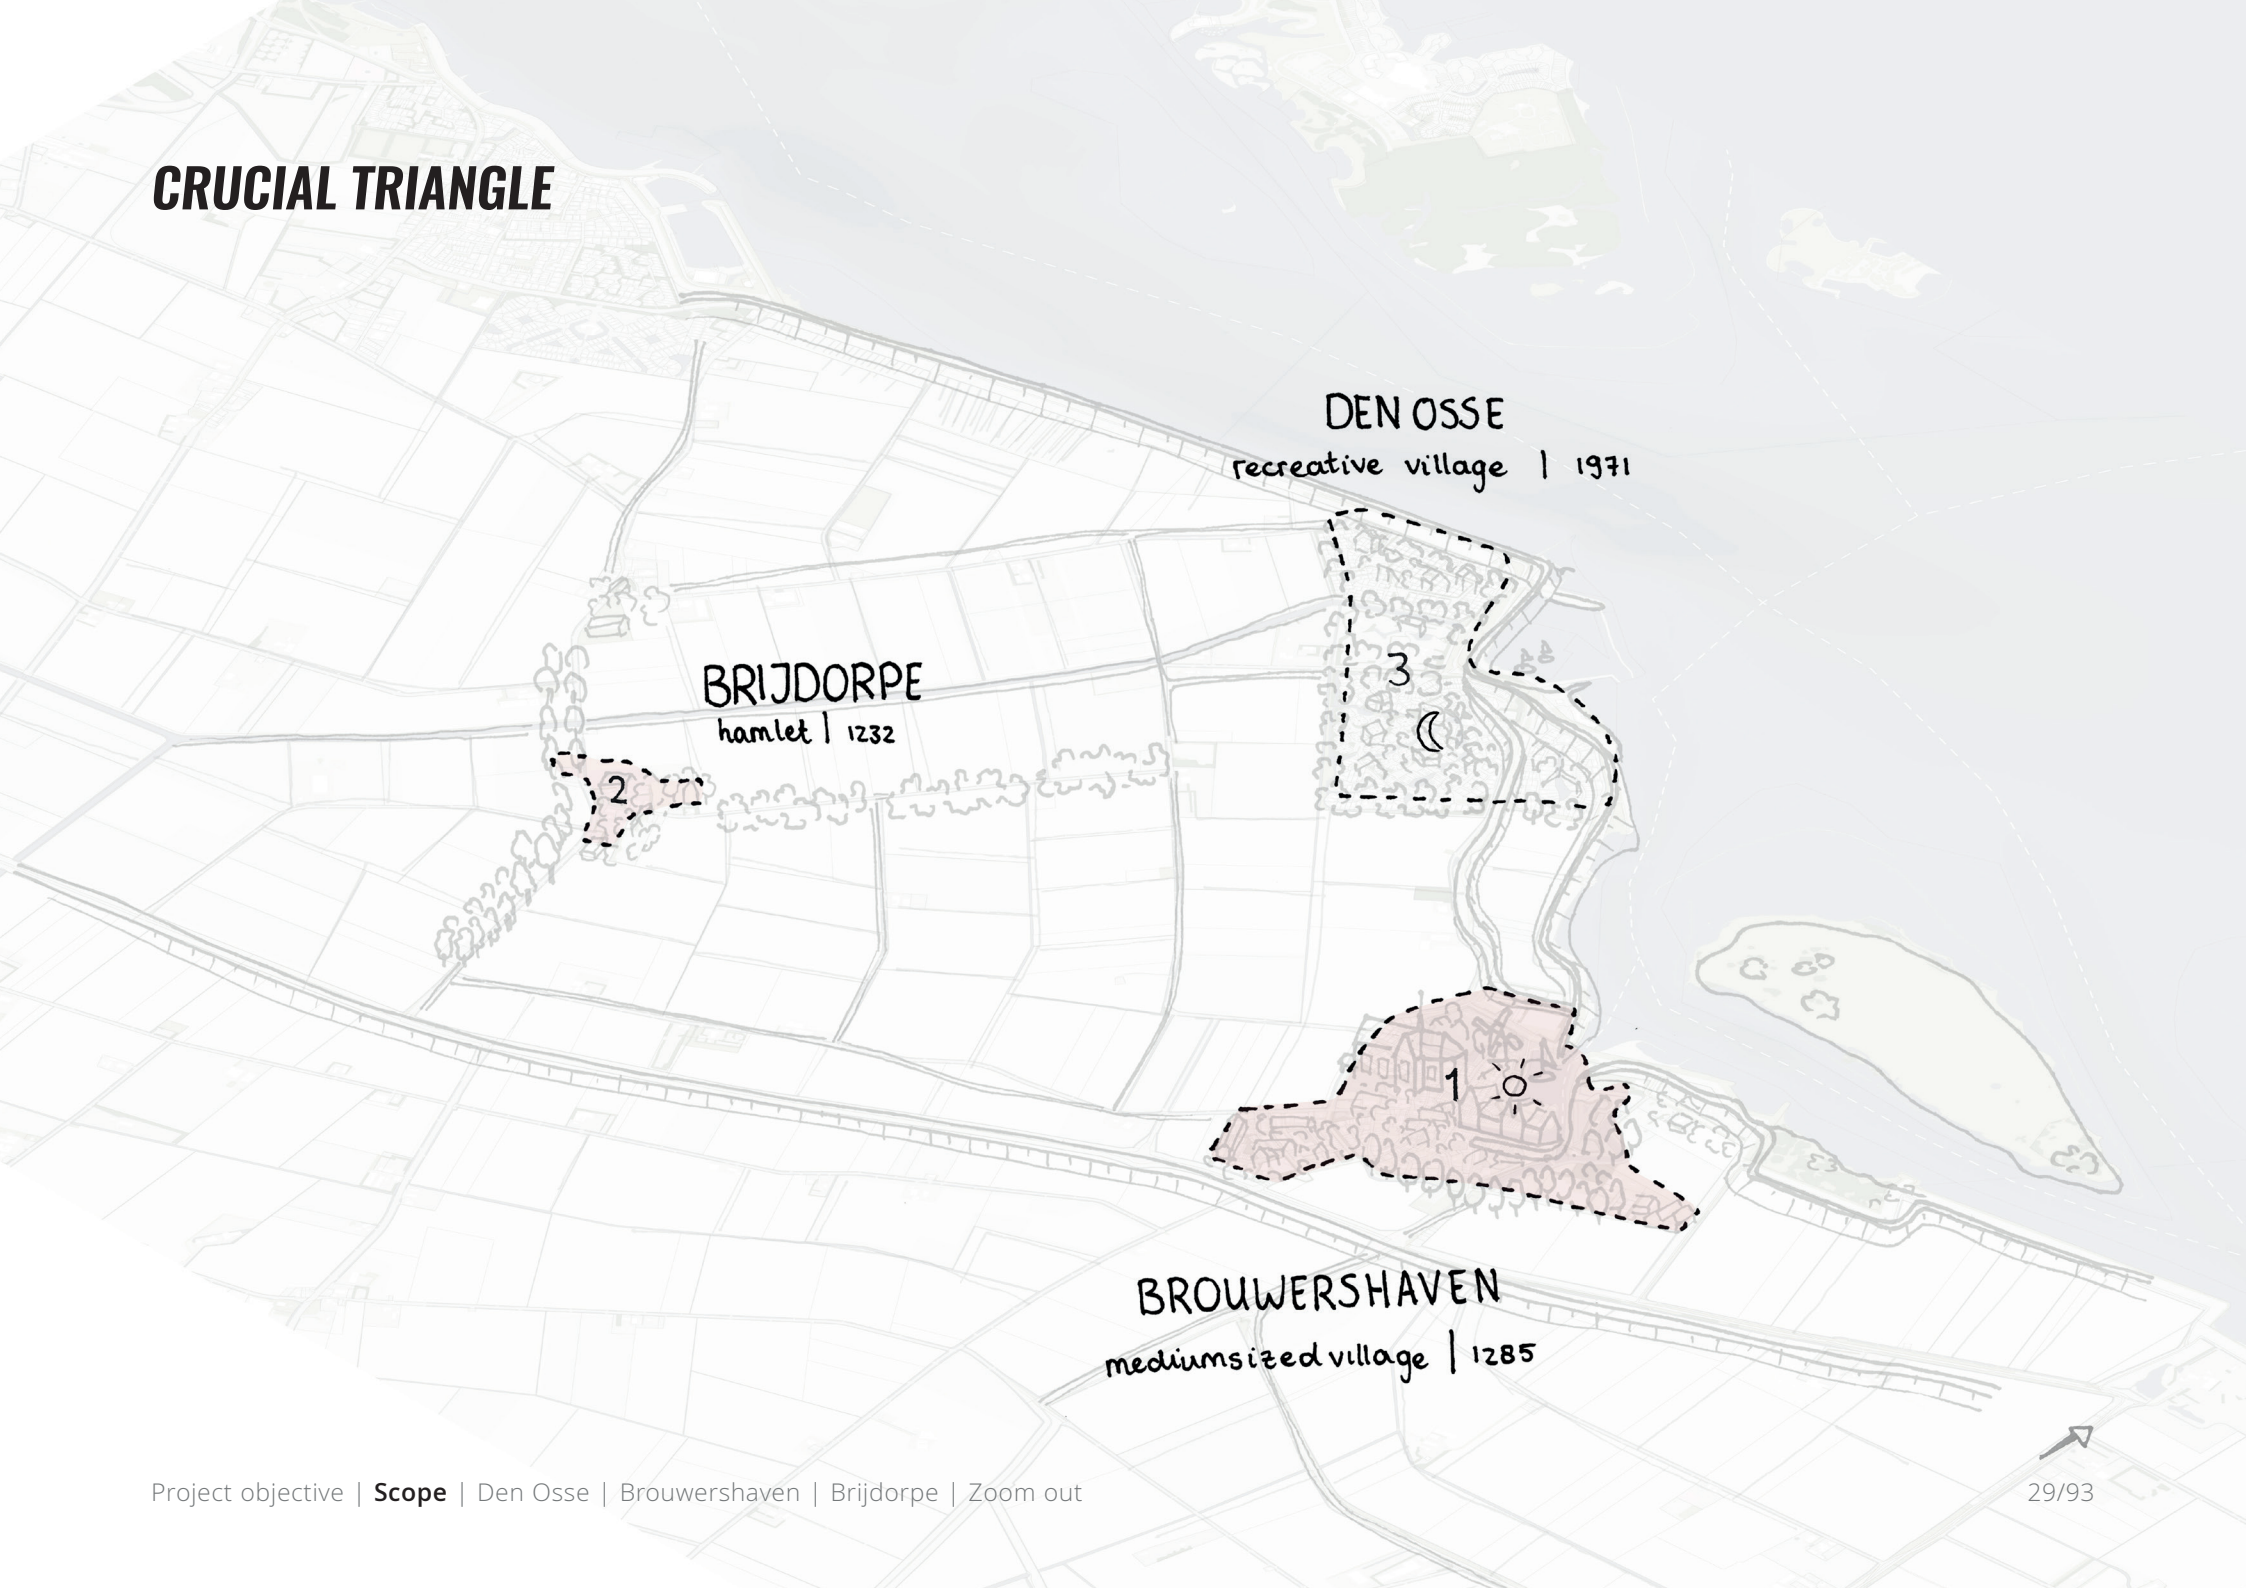 CRUCIAL TRIANGLE
DEN OSSE
recreative village | 1971
BRIJDORPE
hamlet | 1232
3
2
1
BROUWERSHAVEN
mediumsized village | 1285
Project objective | Scope | Den Osse | Brouwershaven | Brijdorpe | Zoom out
29/93